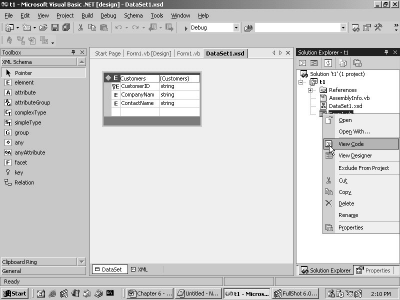 t1 - Microsoft Visual Basic .NET [design] - DataSet1.xsd
File Edit View Project Build Debug Schema Tools Window Help
Debug
Toolbox
XML Schema
Pointer
E element
A attribute
attributeGroup
complexType
simpleType
G group
any
anyAttribute
F facet
key
Relation
Clipboard Ring
General
Start Page Form1.vb [Design] Form1.vb DataSet1.xsd
E Customers (Customers)
E CustomerID string
E CompanyNam string
E ContactName string
DataSet XML
Solution Explorer - t1
Solution 't1' (1 project)
t1
References
AssemblyInfo.vb
DataSet1.xsd
Open
Open With...
View Code
View Designer
Exclude From Project
Cut
Copy
Delete
Rename
Properties
Solution Explorer Properties
Ready
Start
Chapter 6 -
Untitled - N...
t1 - Micros...
FullShot 6.0...
2:10 PM